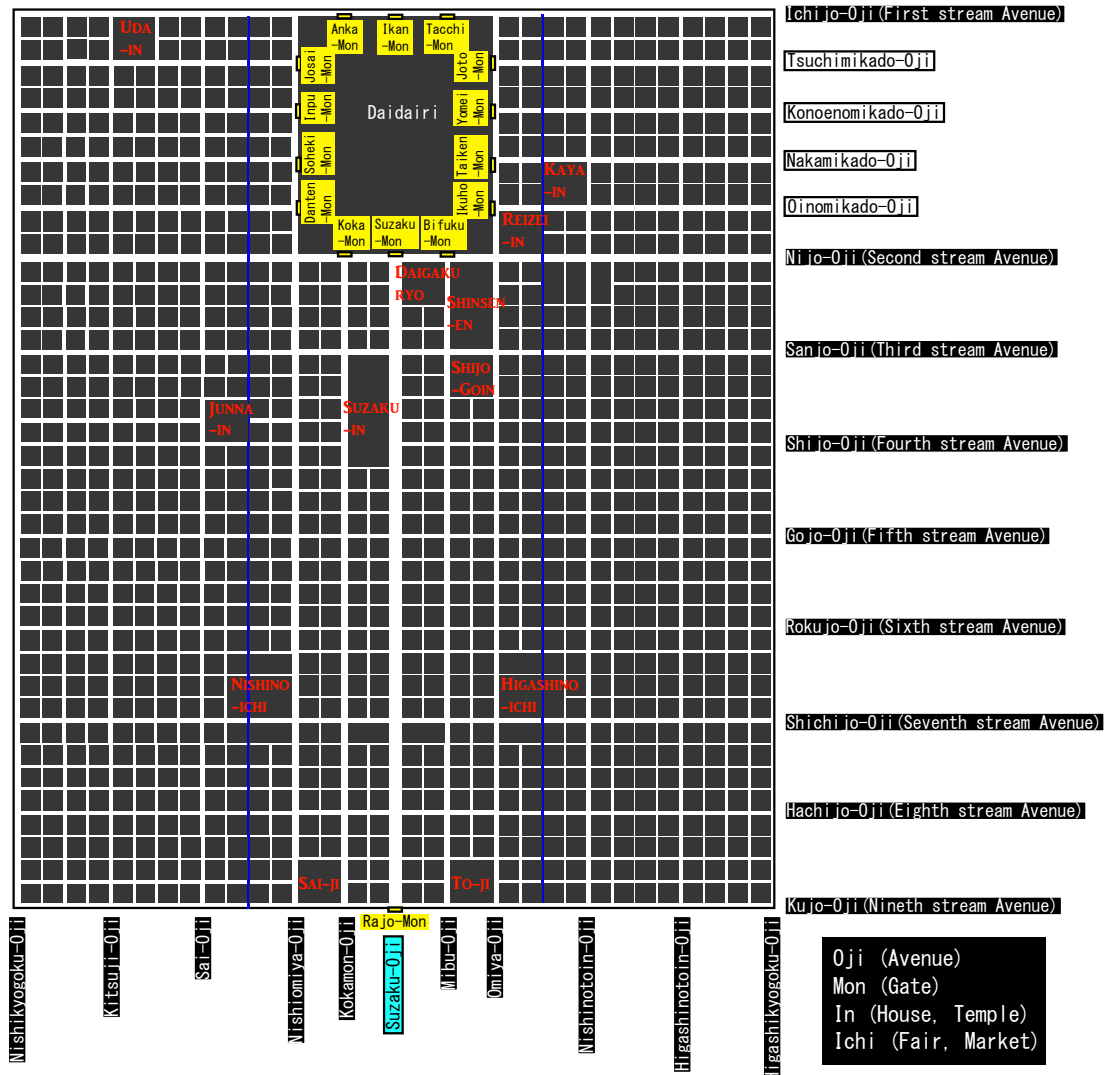 Ichijo-Oji(First stream Avenue)
Uda
-in
Anka
-Mon
Ikan
-Mon
Tacchi
-Mon
Josai
-Mon
Joto
-Mon
Tsuchimikado-Oji
Inpu
-Mon
Daidairi
Yomei
-Mon
Konoenomikado-Oji
Soheki
-Mon
Taiken
-Mon
Nakamikado-Oji
Kaya
-in
Danten
-Mon
Ikuho
-Mon
Oinomikado-Oji
Koka
-Mon
Suzaku
-Mon
Bifuku
-Mon
Reizei
-in
Nijo-Oji(Second stream Avenue)
Daigaku
ryo
Shinsen
-en
Sanjo-Oji(Third stream Avenue)
Shijo
-Goin
Junna
-in
Suzaku
-in
Shijo-Oji(Fourth stream Avenue)
Gojo-Oji(Fifth stream Avenue)
Rokujo-Oji(Sixth stream Avenue)
Nishino
-ichi
Higashino
-ichi
Shichijo-Oji(Seventh stream Avenue)
Hachijo-Oji(Eighth stream Avenue)
Sai-ji
To-ji
Kujo-Oji(Nineth stream Avenue)
Rajo-Mon
Nishikyogoku-Oji
Kitsuji-Oji
Sai-Oji
Nishiomiya-Oji
Kokamon-Oji
Suzaku-Oji
Mibu-Oji
Omiya-Oji
Nishinotoin-Oji
Higashinotoin-Oji
Higashikyogoku-Oji
Oji (Avenue)
Mon (Gate)
In (House, Temple)
Ichi (Fair, Market)